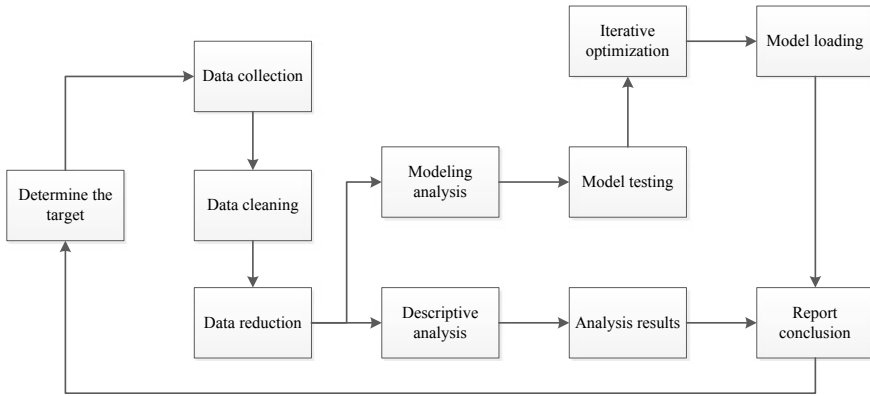 Iterative
optimization
Model loading
Data collection
Determine the
target
Data cleaning
Modeling
analysis
Model testing
Data reduction
Descriptive
analysis
Analysis results
Report
conclusion